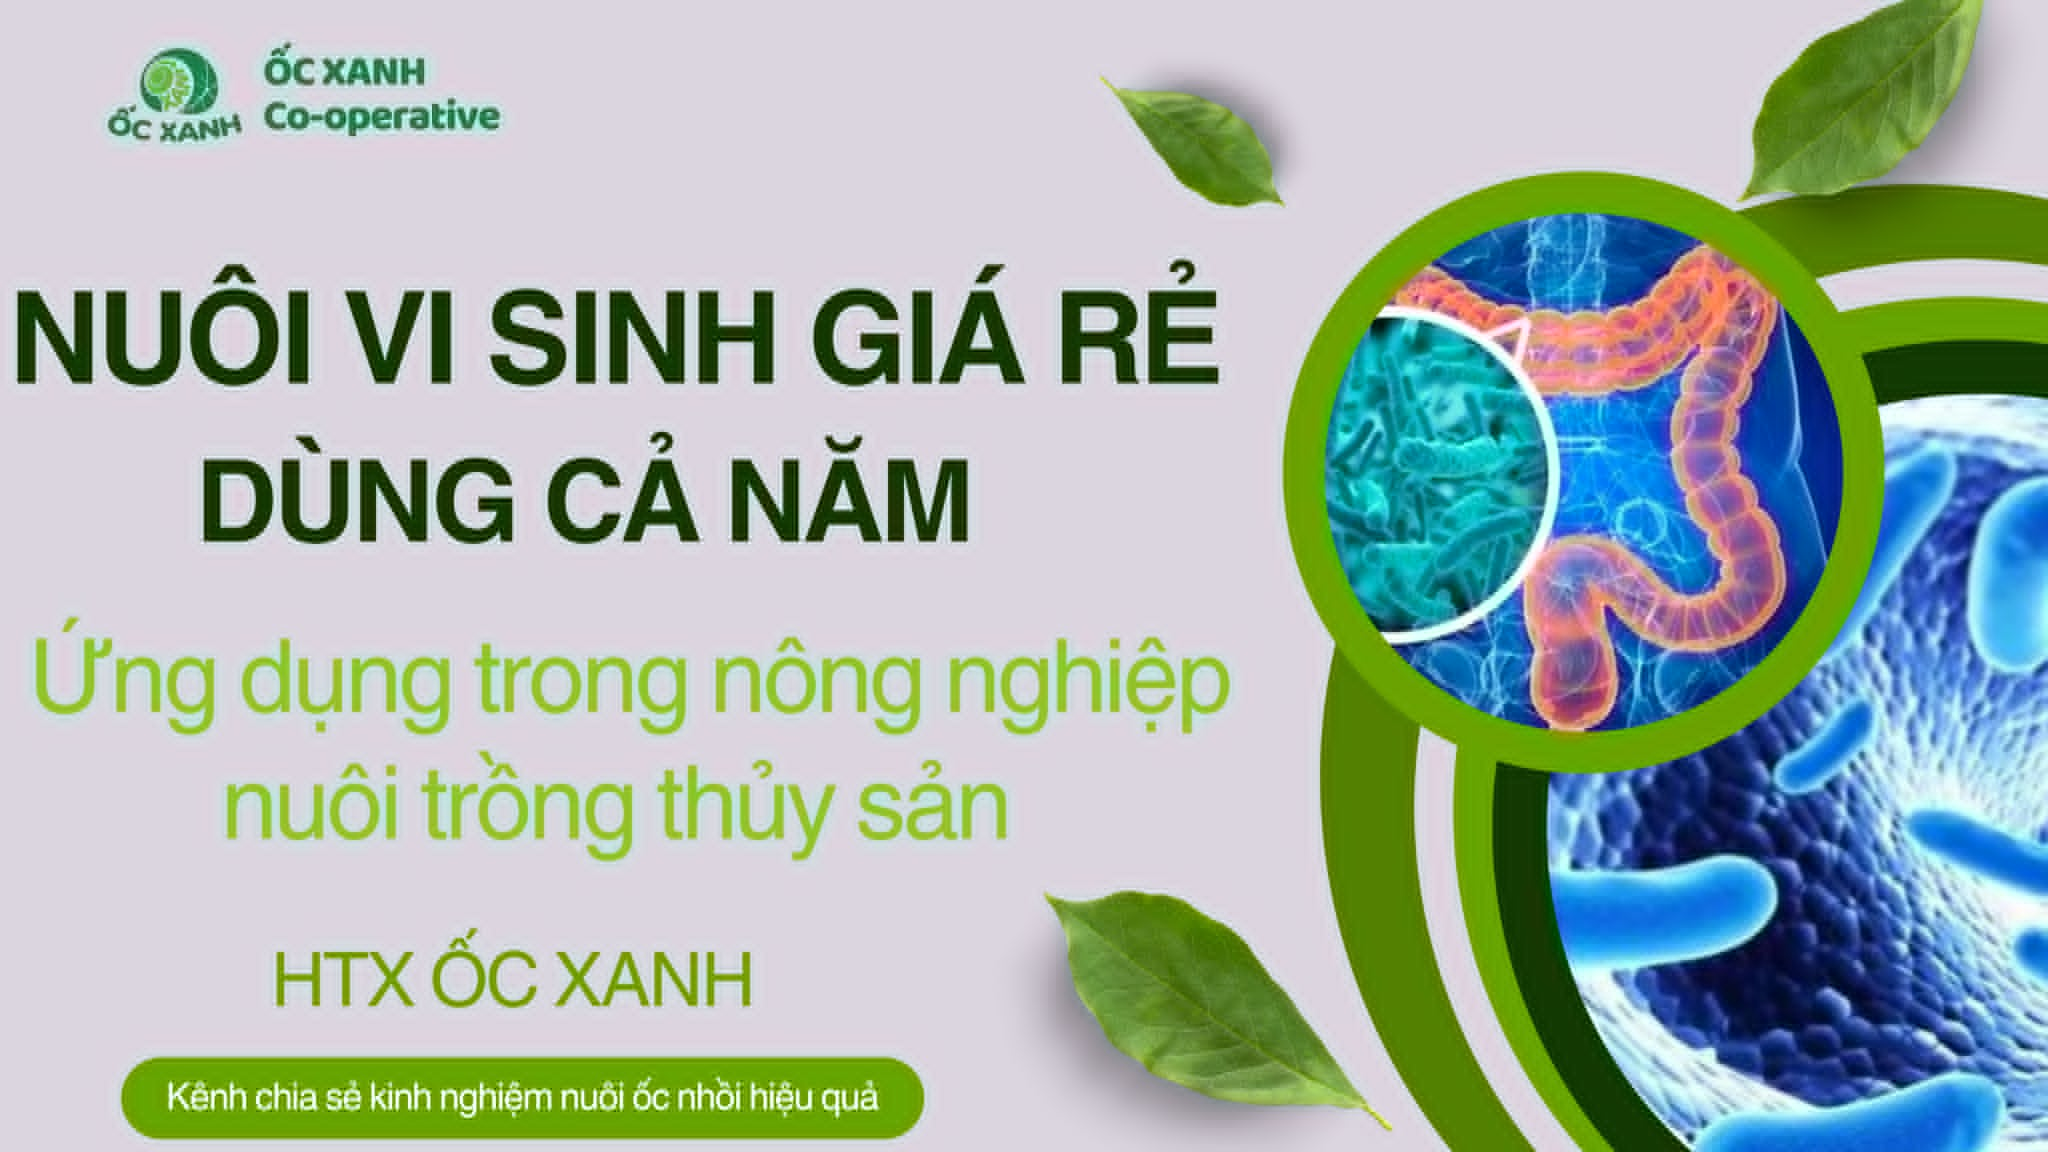 ỐC XANH
ỐC XANH
Co-operative
NUÔI VI SINH GIÁ RẺ
DÙNG CẢ NĂM
Ứng dụng trong nông nghiệp
nuôi trồng thủy sản
HTX ỐC XANH
Kênh chia sẻ kinh nghiệm nuôi ốc nhồi hiệu quả